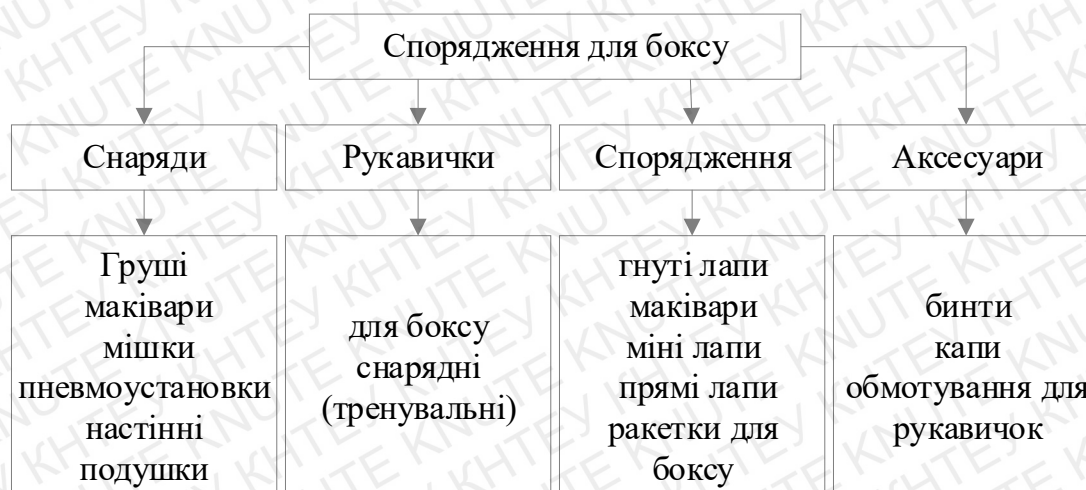 Спорядження для боксу
Снаряди
Рукавички
Спорядження
Аксесуари
Груші
маківари
мішки
пневмоустановки
настінні
подушки
для боксу
снарядні
(тренувальні)
гнуті лапи
маківари
міні лапи
прямі лапи
ракетки для
боксу
бинти
капи
обмотування для
рукавичок